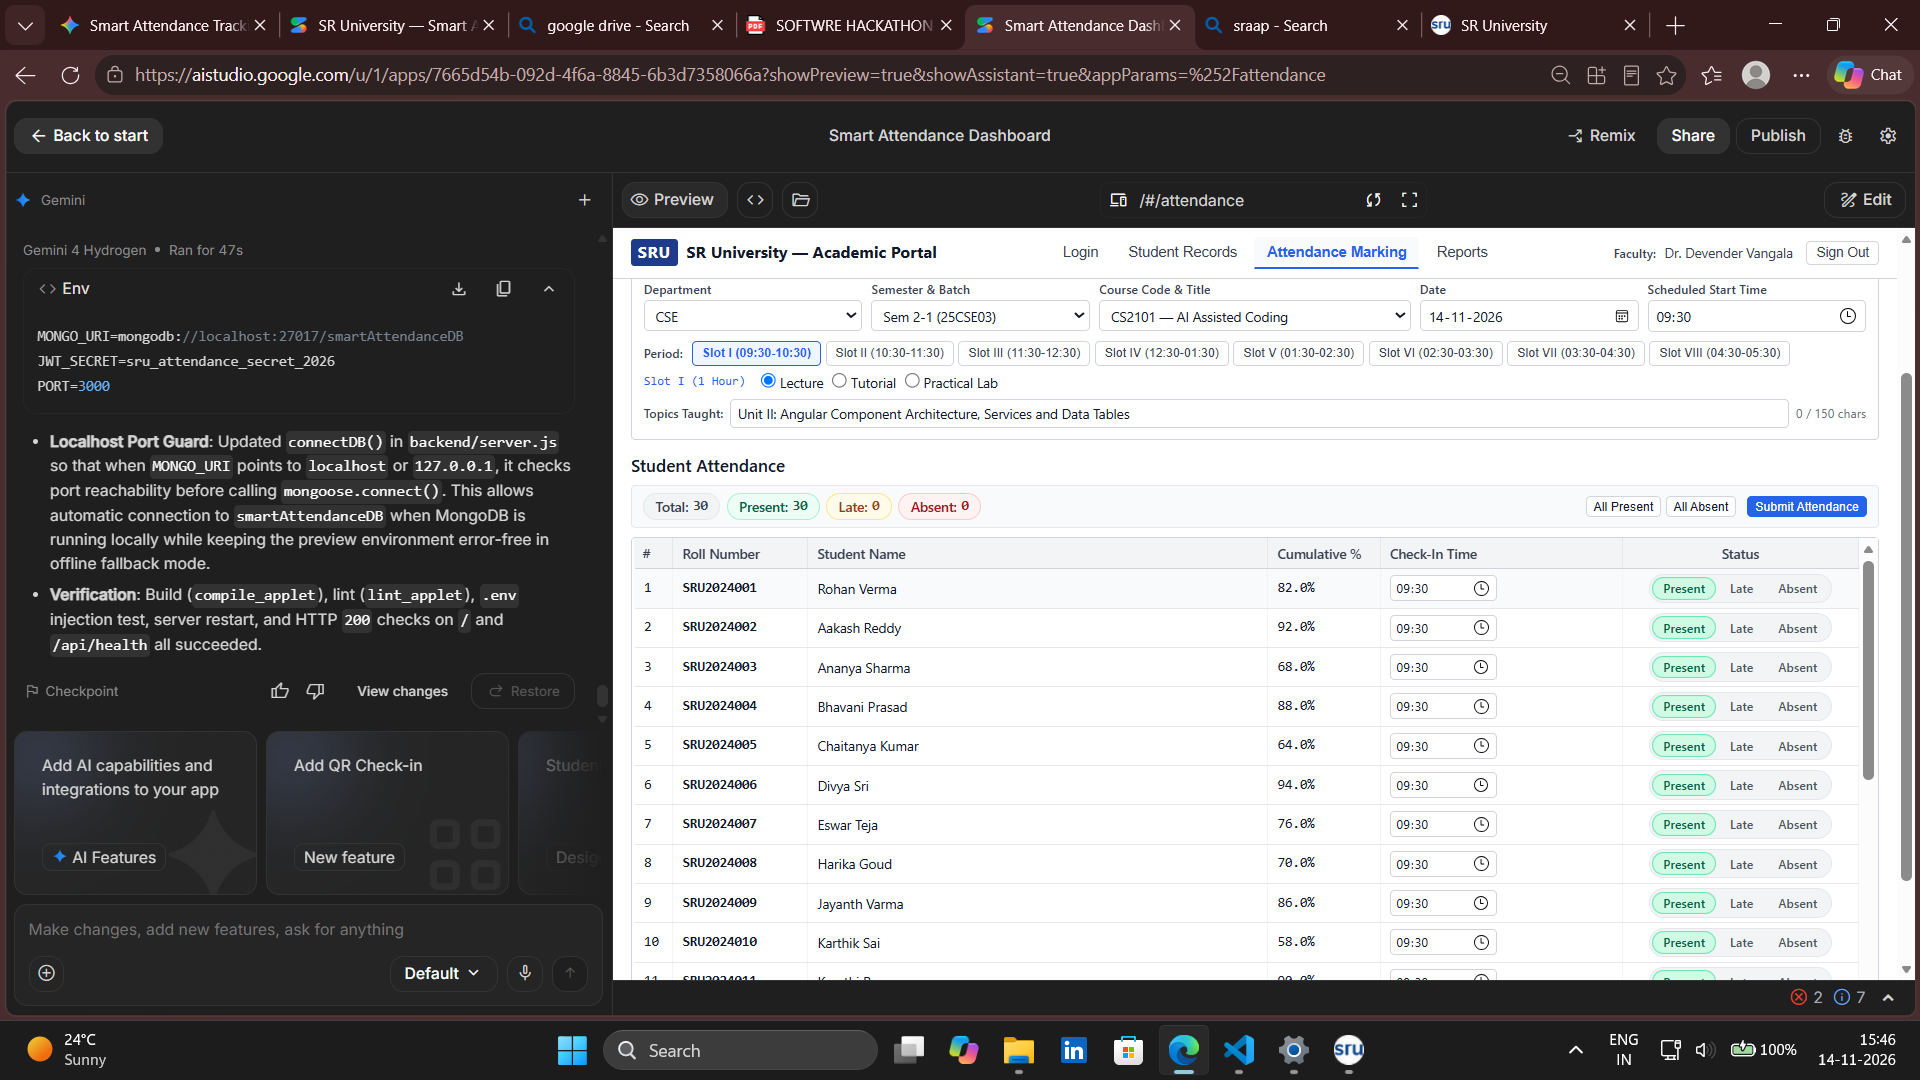 Smart Attendance Tracki
SR University — Smart A
google drive - Search
SOFTWRE HACKATHON
Smart Attendance Dashl
sraap - Search
SR University
https://aistudio.google.com/u/1/apps/7665d54b-092d-4f6a-8845-6b3d7358066a?showPreview=true&showAssistant=true&appParams=%252Fattendance
Chat
Back to start
Smart Attendance Dashboard
Remix
Share
Publish
Gemini
Gemini 4 Hydrogen • Ran for 47s
Env
MONGO_URI=mongodb://localhost:27017/smartAttendanceDB
JWT_SECRET=sru_attendance_secret_2026
PORT=3000
• Localhost Port Guard: Updated connectDB() in backend/server.js
so that when MONGO_URI points to localhost or 127.0.0.1, it checks
port reachability before calling mongoose.connect(). This allows
automatic connection to smartAttendanceDB when MongoDB is
running locally while keeping the preview environment error-free in
offline fallback mode.
• Verification: Build (compile_applet), lint (lint_applet), .env
injection test, server restart, and HTTP 200 checks on / and
/api/health all succeeded.
Checkpoint
View changes
Restore
Add AI capabilities and
integrations to your app
AI Features
Add QR Check-in
New feature
Studen
Desig
Make changes, add new features, ask for anything
Default
Preview
/#/attendance
Edit
SRU SR University — Academic Portal
Login
Student Records
Attendance Marking
Reports
Faculty: Dr. Devender Vangala
Sign Out
Department
Semester & Batch
Course Code & Title
Date
Scheduled Start Time
CSE
Sem 2-1 (25CSE03)
CS2101 — AI Assisted Coding
14-11-2026
09:30
Period: Slot I (09:30-10:30) Slot II (10:30-11:30) Slot III (11:30-12:30) Slot IV (12:30-01:30) Slot V (01:30-02:30) Slot VI (02:30-03:30) Slot VII (03:30-04:30) Slot VIII (04:30-05:30)
Slot I (1 Hour) Lecture Tutorial Practical Lab
Topics Taught: Unit II: Angular Component Architecture, Services and Data Tables 0 / 150 chars
Student Attendance
Total: 30 Present: 30 Late: 0 Absent: 0 All Present All Absent Submit Attendance
# Roll Number Student Name Cumulative % Check-In Time Status
1 SRU2024001 Rohan Verma 82.0% 09:30 Present Late Absent
2 SRU2024002 Aakash Reddy 92.0% 09:30 Present Late Absent
3 SRU2024003 Ananya Sharma 68.0% 09:30 Present Late Absent
4 SRU2024004 Bhavani Prasad 88.0% 09:30 Present Late Absent
5 SRU2024005 Chaitanya Kumar 64.0% 09:30 Present Late Absent
6 SRU2024006 Divya Sri 94.0% 09:30 Present Late Absent
7 SRU2024007 Eswar Teja 76.0% 09:30 Present Late Absent
8 SRU2024008 Harika Goud 70.0% 09:30 Present Late Absent
9 SRU2024009 Jayanth Varma 86.0% 09:30 Present Late Absent
10 SRU2024010 Karthik Sai 58.0% 09:30 Present Late Absent
2 7
24°C
Sunny
Search
ENG
IN
100%
15:46
14-11-2026